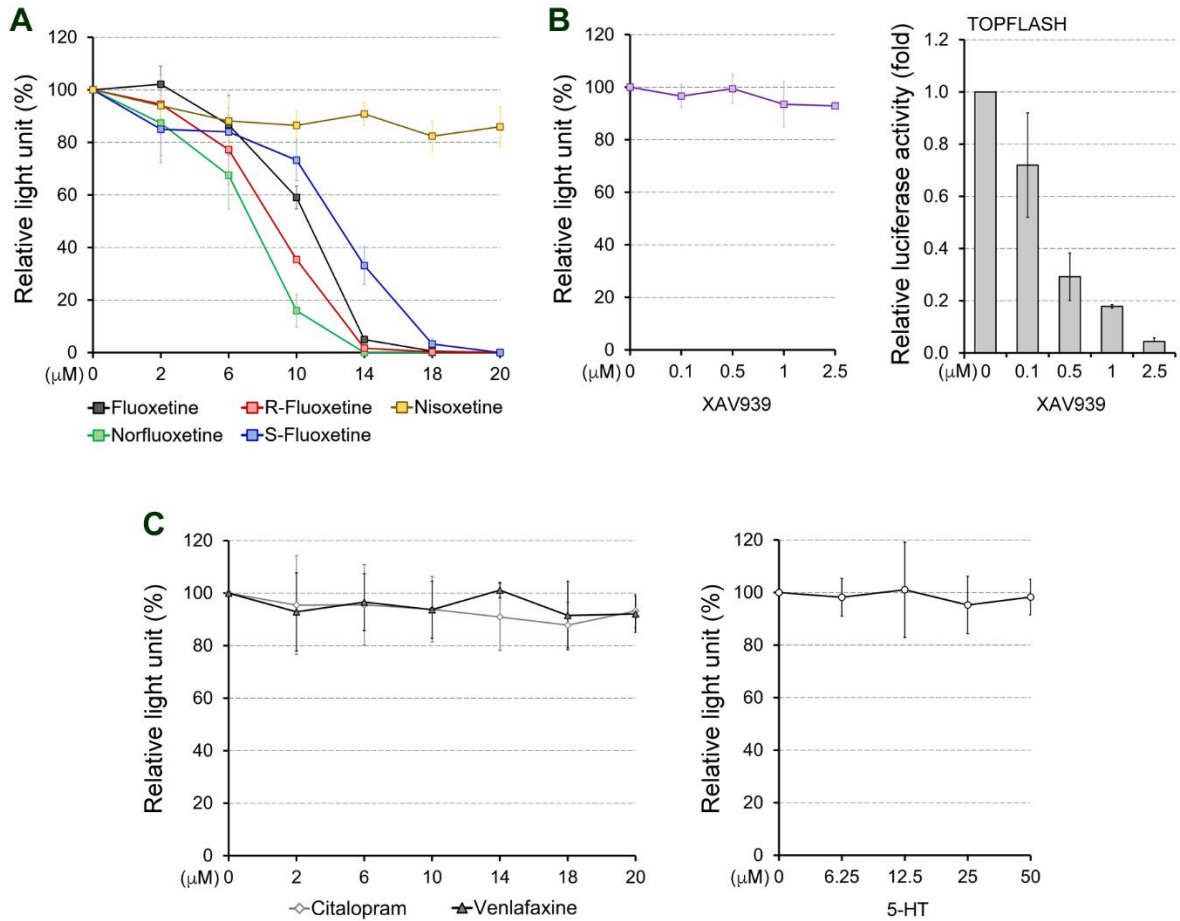 A
Relative light unit (%)
120
100
80
60
40
20
0
(μM) 0 2 6 10 14 18 20
Fluoxetine R-Fluoxetine Nisoxetine
Norfluoxetine S-Fluoxetine
B
Relative light unit (%)
120
100
80
60
40
20
0
(μM) 0 0.1 0.5 1 2.5
XAV939
TOPFLASH
Relative luciferase activity (fold)
1.2
1.0
0.8
0.6
0.4
0.2
0.0
(μM) 0 0.1 0.5 1 2.5
XAV939
C
Relative light unit (%)
120
100
80
60
40
20
0
(μM) 0 2 6 10 14 18 20
Citalopram Venlafaxine
Relative light unit (%)
120
100
80
60
40
20
0
(μM) 0 6.25 12.5 25 50
5-HT